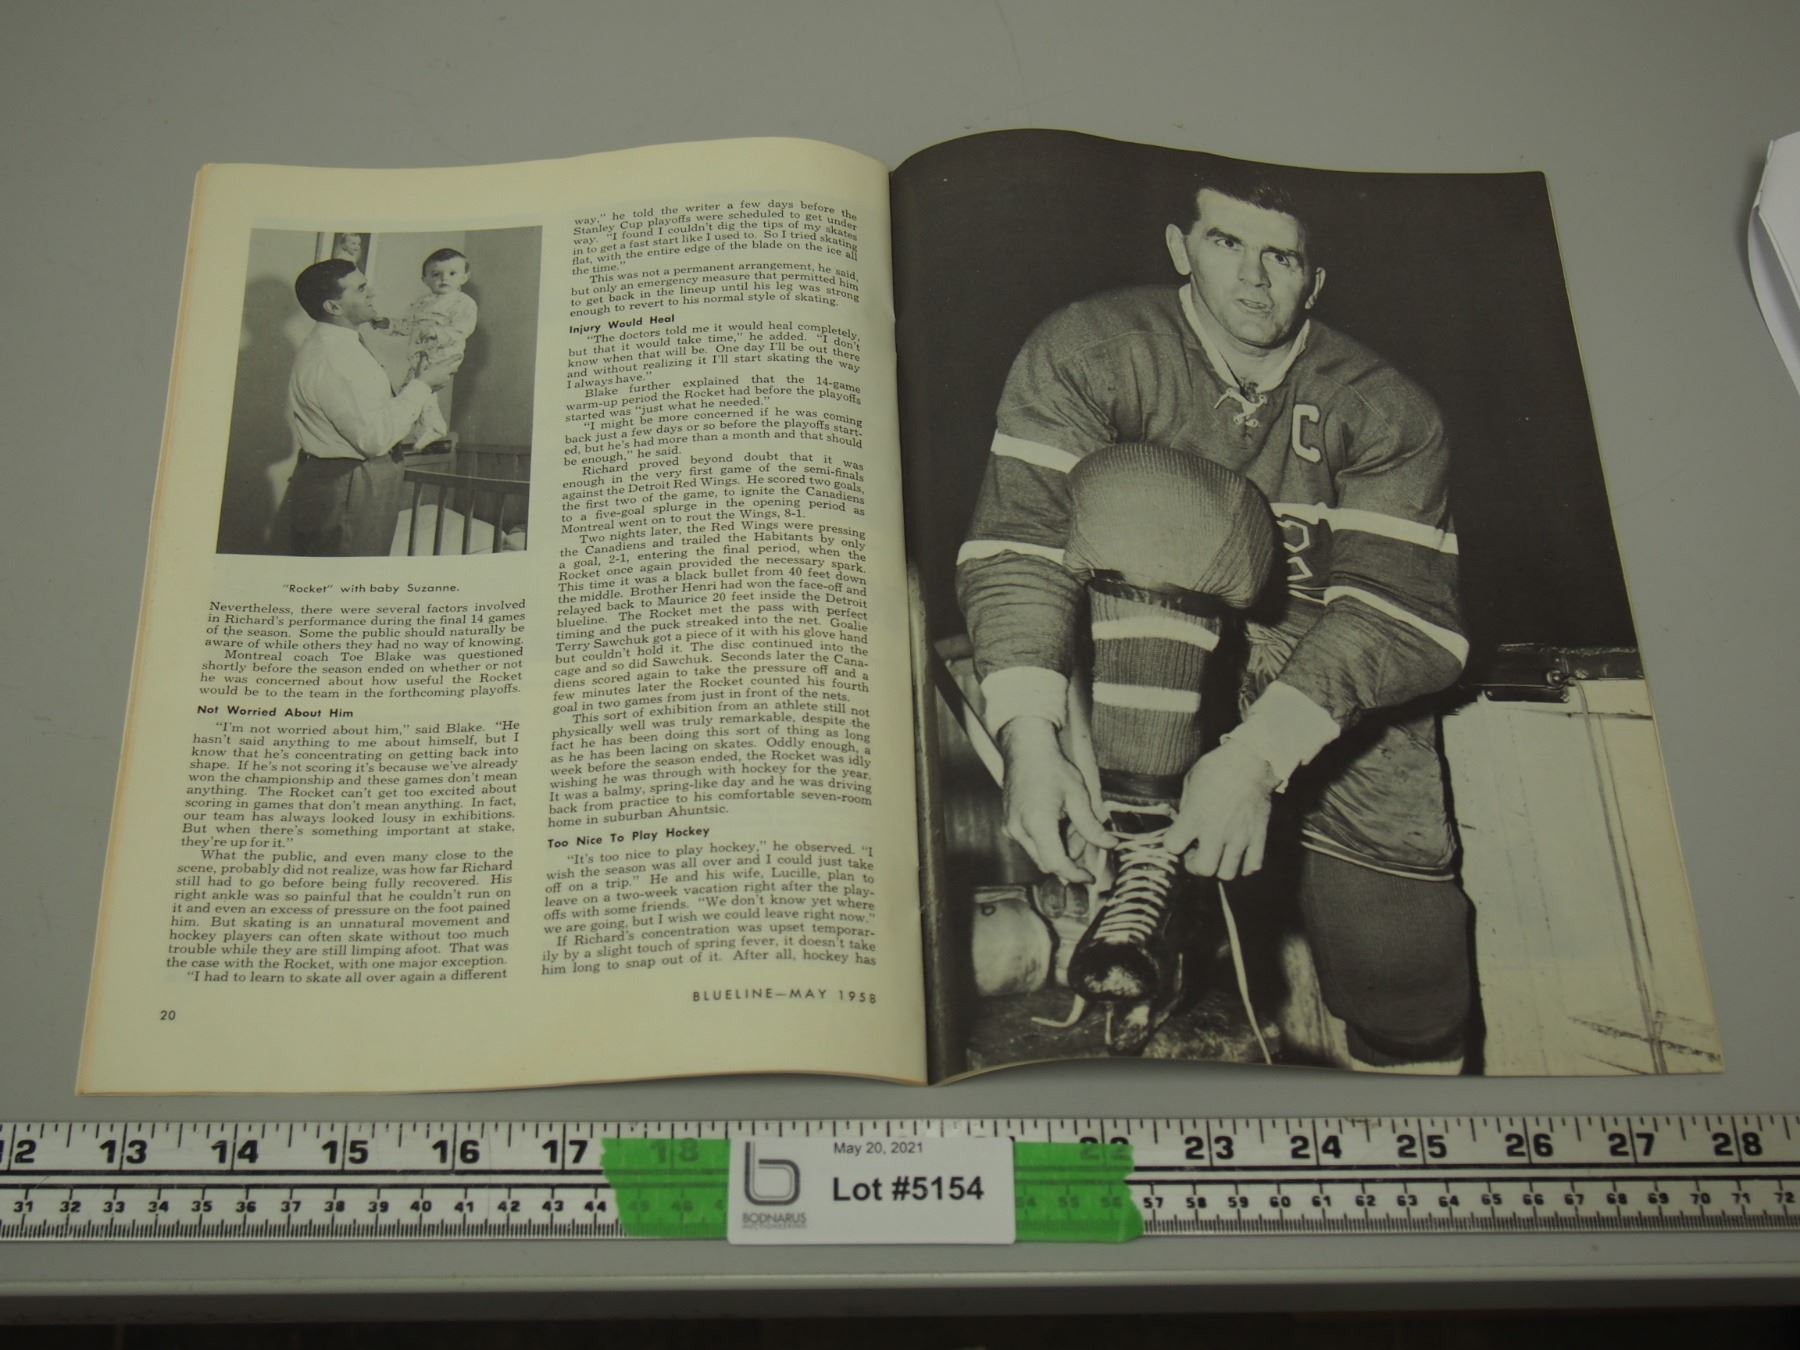 "Rocket" with baby Suzanne.
Nevertheless, there were several factors involved
in Richard's performance during the final 14 games
of the season. Some the public should naturally be
aware of while others they had no way of knowing.
Montreal coach Toe Blake was questioned
shortly before the season ended on whether or not
he was concerned about how useful the Rocket
would be to the team in the forthcoming playoffs.
Not Worried About Him
"I'm not worried about him," said Blake. "He
hasn't said anything to me about himself, but I
know that he's concentrating on getting back into
shape. If he's not scoring it's because we've already
won the championship and these games don't mean
anything. The Rocket can't get too excited about
scoring in games that don't mean anything. In fact,
our team has always looked lousy in exhibitions.
But when there's something important at stake,
they're up for it."
What the public, and even many close to the
scene, probably did not realize, was how far Richard
still had to go before being fully recovered. His
right ankle was so painful that he couldn't run on
it and even an excess of pressure on the foot pained
him. But skating is an unnatural movement and
hockey players can often skate without too much
trouble while they are still limping afoot. That was
the case with the Rocket, with one major exception.
"I had to learn to skate all over again a different
way," he told the writer a few days before the
Stanley Cup playoffs were scheduled to get under
way. "I found I couldn't dig the tips of my skates
in to get a fast start like I used to. So I tried skating
flat, with the entire edge of the blade on the ice all
the time."
This was not a permanent arrangement, he said,
but only an emergency measure that permitted him
to get back in the lineup until his leg was strong
enough to revert to his normal style of skating.
Injury Would Heal
"The doctors told me it would heal completely,
but that it would take time," he added. "I don't
know when that will be. One day I'll be out there
and without realizing it I'll start skating the way
I always have."
Blake further explained that the 14-game
warm-up period the Rocket had before the playoffs
started was "just what he needed."
"I might be more concerned if he was coming
back just a few days or so before the playoffs start-
ed, but he's had more than a month and that should
be enough," he said.
Richard proved beyond doubt that it was
enough in the very first game of the semi-finals
against the Detroit Red Wings. He scored two goals,
the first two of the game, to ignite the Canadiens
to a five-goal splurge in the opening period as
Montreal went on to rout the Wings, 8-1.
Two nights later, the Red Wings were pressing
the Canadiens and trailed the Habitants by only
a goal, 2-1, entering the final period, when the
Rocket once again provided the necessary spark.
This time it was a black bullet from 40 feet down
the middle. Brother Henri had won the face-off and
relayed back to Maurice 20 feet inside the Detroit
blueline. The Rocket met the pass with perfect
timing and the puck streaked into the net. Goalie
Terry Sawchuk got a piece of it with his glove hand
but couldn't hold it. The disc continued into the
cage and so did Sawchuk. Seconds later the Cana-
diens scored again to take the pressure off and a
few minutes later the Rocket counted his fourth
goal in two games from just in front of the nets.
This sort of exhibition from an athlete still not
physically well was truly remarkable, despite the
fact he has been doing this sort of thing as long
as he has been lacing on skates. Oddly enough, a
week before the season ended, the Rocket was idly
wishing he was through with hockey for the year.
It was a balmy, spring-like day and he was driving
back from practice to his comfortable seven-room
home in suburban Ahuntsic.
Too Nice To Play Hockey
"It's too nice to play hockey," he observed. "I
wish the season was all over and I could just take
off on a trip." He and his wife, Lucille, plan to
leave on a two-week vacation right after the play-
offs with some friends. "We don't know yet where
we are going, but I wish we could leave right now."
If Richard's concentration was upset temporar-
ily by a slight touch of spring fever, it doesn't take
him long to snap out of it. After all, hockey has
BLUELINE—MAY 1958
20
C
12 13 14 15 16 17 18 22 23 24 25 26 27 28
31 32 33 34 35 36 37 38 39 40 41 42 43 44 45 46 4 54 55 56 57 58 59 60 61 62 63 64 65 66 67 68 69 70 71 72
May 20, 2021
Lot #5154
BODNARUS
AUCTIONEERING